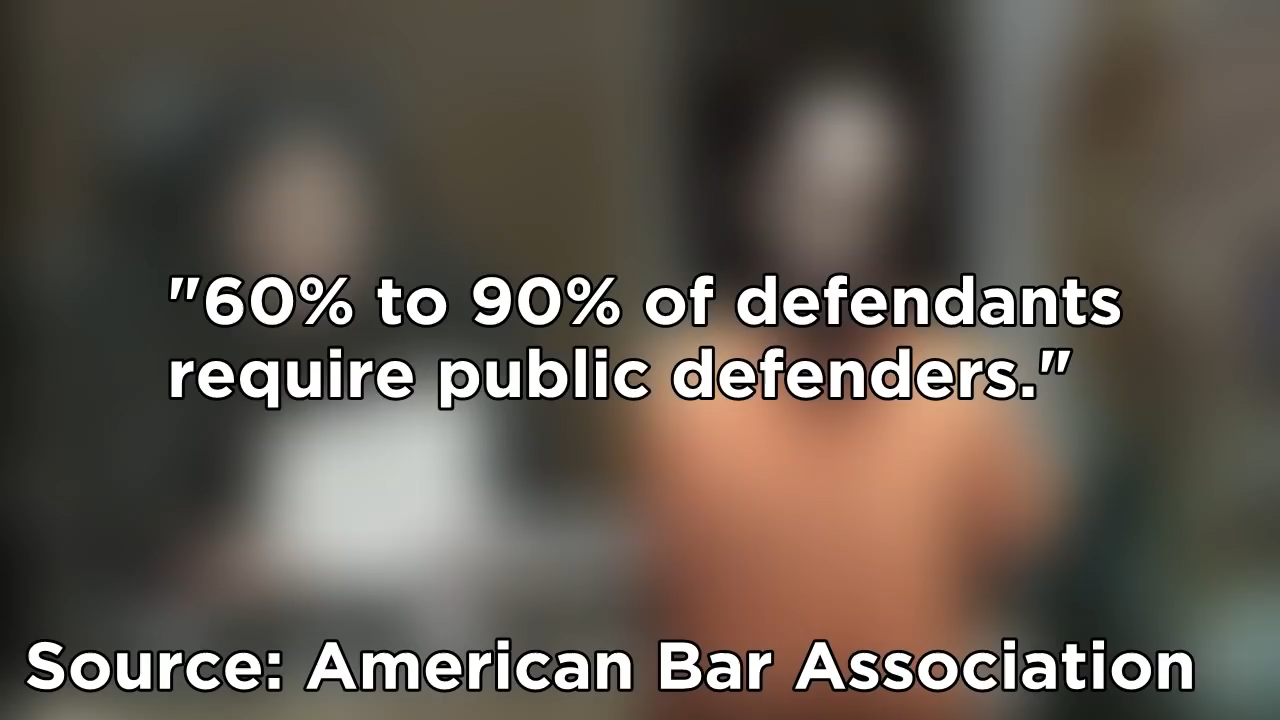 "60% to 90% of defendants
require public defenders."
Source: American Bar Association